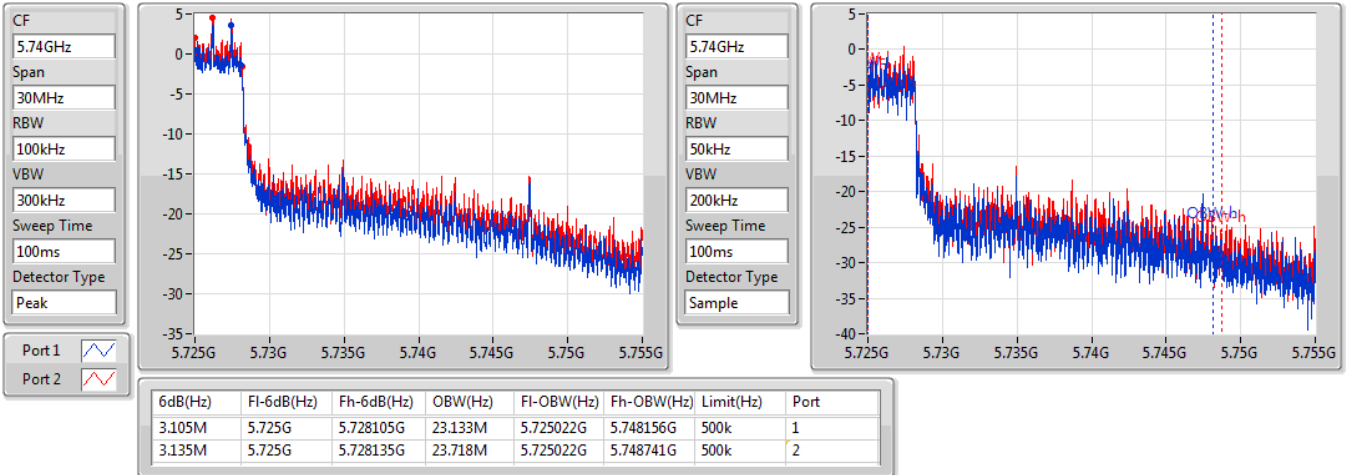 CF
5.74GHz
Span
30MHz
RBW
100kHz
VBW
300kHz
Sweep Time
100ms
Detector Type
Peak
Port 1
Port 2
5-
0-
-5-
-10-
-15-
-20-
-25-
-30-
-35-
5.725G 5.73G 5.735G 5.74G 5.745G 5.75G 5.755G
CF
5.74GHz
Span
30MHz
RBW
50kHz
VBW
200kHz
Sweep Time
100ms
Detector Type
Sample
5-
0-
-5-
-10-
-15-
-20-
-25-
-30-
-35-
-40-
5.725G 5.73G 5.735G 5.74G 5.745G 5.75G 5.755G
6dB(Hz) Fl-6dB(Hz) Fh-6dB(Hz) OBW(Hz) Fl-OBW(Hz) Fh-OBW(Hz) Limit(Hz) Port
3.105M 5.725G 5.728105G 23.133M 5.725022G 5.748156G 500k 1
3.135M 5.725G 5.728135G 23.718M 5.725022G 5.748741G 500k 2